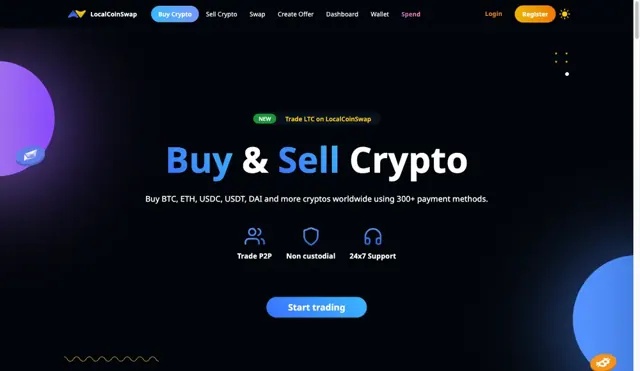 LocalCoinSwap
Buy Crypto
Sell Crypto
Swap
Create Offer
Dashboard
Wallet
Spend
Login
Register
NEW
Trade LTC on LocalCoinSwap
Buy & Sell Crypto
Buy BTC, ETH, USDC, USDT, DAI and more cryptos worldwide using 300+ payment methods.
Trade P2P
Non custodial
24x7 Support
Start trading